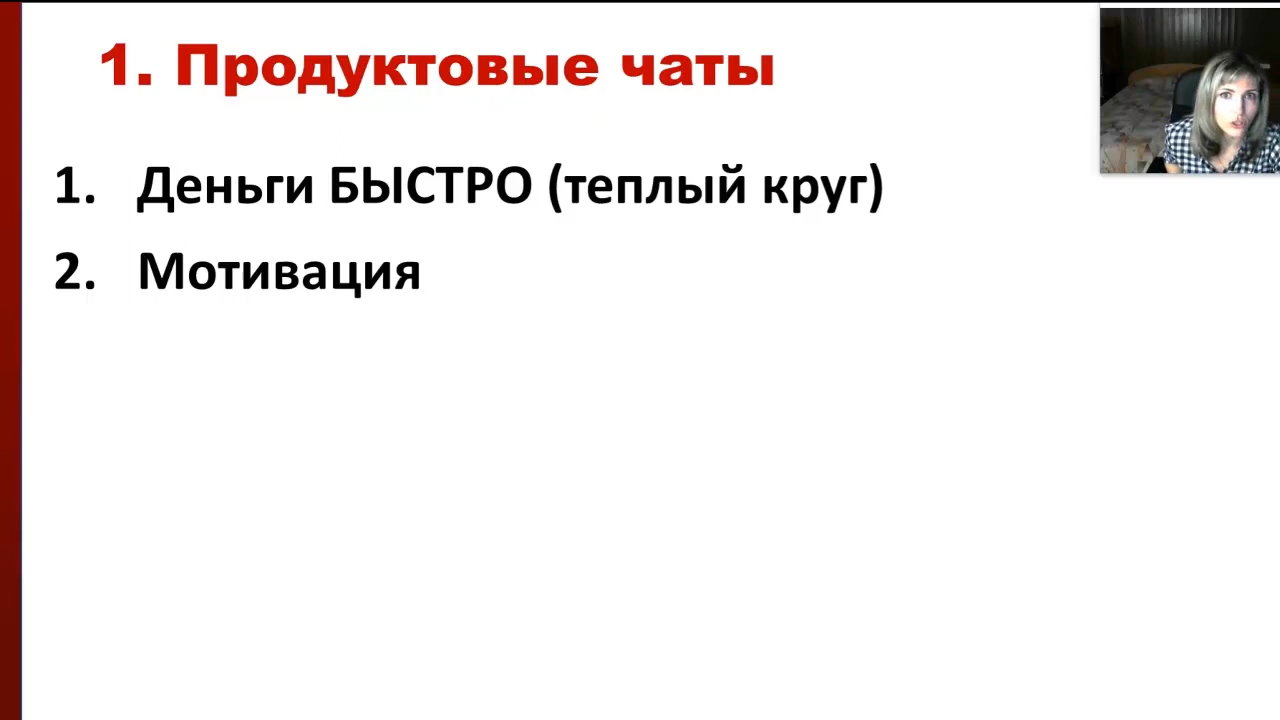 1. Продуктовые чаты
1. Деньги БЫСТРО (теплый круг)
2. Мотивация